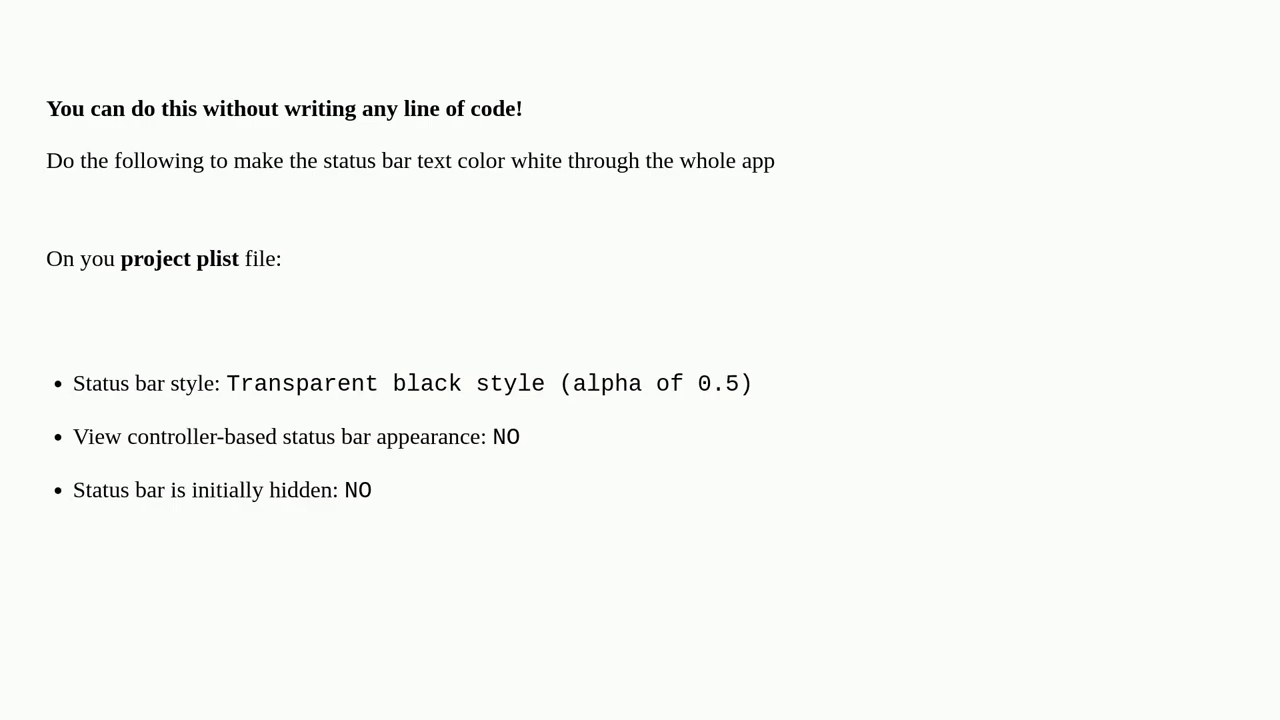 You can do this without writing any line of code!
Do the following to make the status bar text color white through the whole app
On you project plist file:
• Status bar style: Transparent black style (alpha of 0.5)
• View controller-based status bar appearance: NO
• Status bar is initially hidden: NO